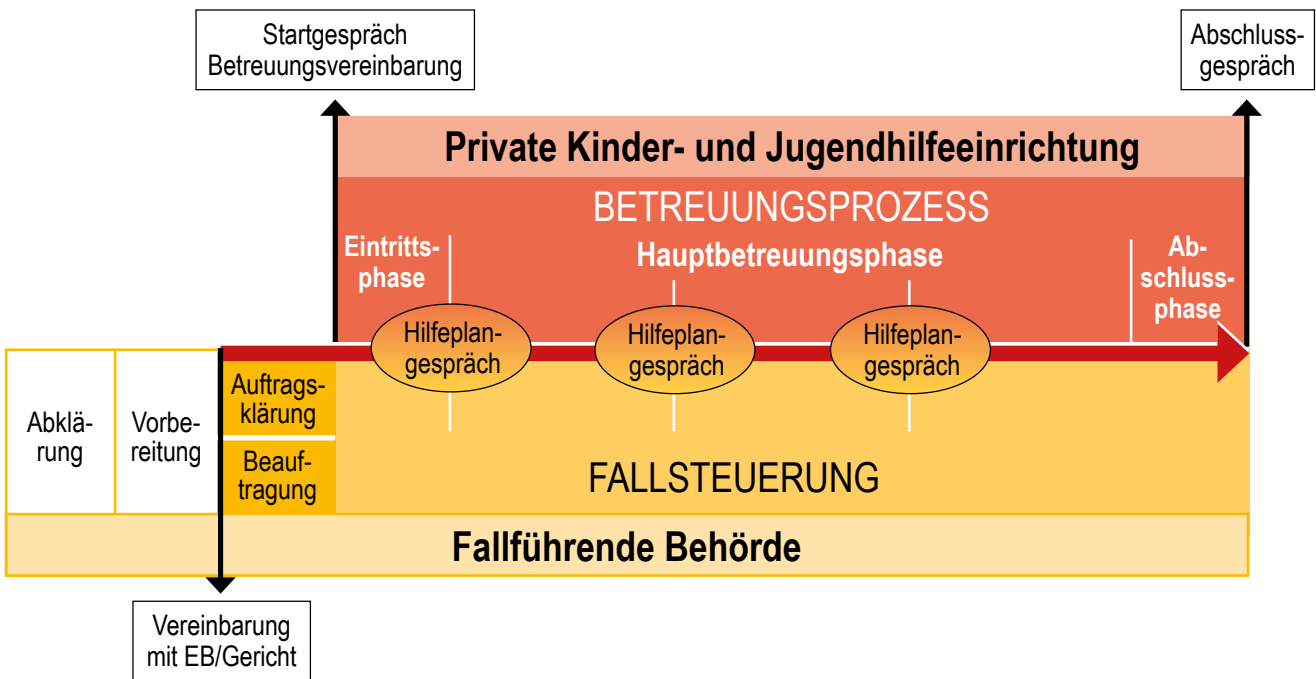 Startgespräch
Betreuungsvereinbarung
Abschluss-
gespräch
Private Kinder- und Jugendhilfeeinrichtung
BETREUUNGSPROZESS
Eintritts-
phase
Hauptbetreuungsphase
Ab-
schluss-
phase
Hilfeplan-
gespräch
Hilfeplan-
gespräch
Hilfeplan-
gespräch
Abklä-
rung
Vorbe-
reitung
Auftrags-
klärung
Beauf-
tragung
FALLSTEUERUNG
Fallführende Behörde
Vereinbarung
mit EB/Gericht